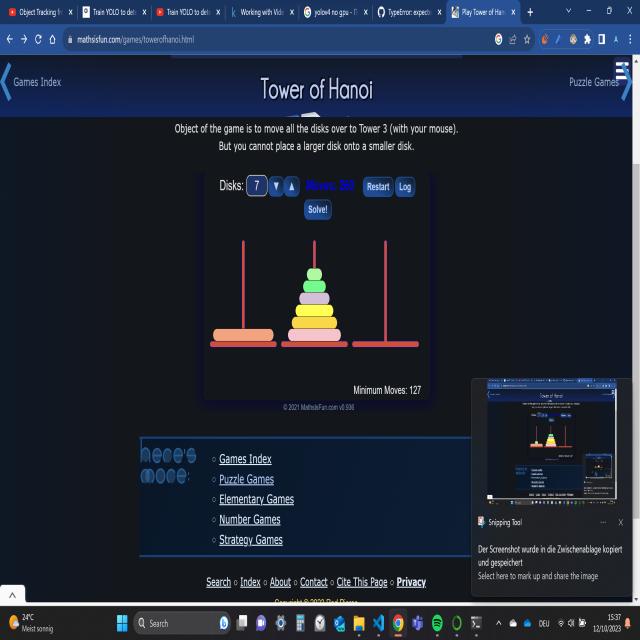 Object Tracking fr
Train YOLO to dete
Train YOLO to dete
Working with Vide
yolov4 no gpu - П
GitHub
TypeError: expecte
Play Tower of Han
mathsisfun.com/games/towerofhanoi.html
Games Index
Tower of Hanoi
Puzzle Games
Object of the game is to move all the disks over to Tower 3 (with your mouse).
But you cannot place a larger disk onto a smaller disk.
Disks: 7 ▼ ▲ Moves: Restart Log
Solve!
Minimum Moves: 127
© 2021 MathsIsFun.com v0.936
Games Index
Puzzle Games
Elementary Games
Number Games
Strategy Games
Snipping Tool
Der Screenshot wurde in die Zwischenablage kopiert
und gespeichert
Select here to mark up and share the image
Search ○ Index ○ About ○ Contact ○ Cite This Page ○ Privacy
24°C
Meist sonnig
Search
DEU
15:37
12/10/2023